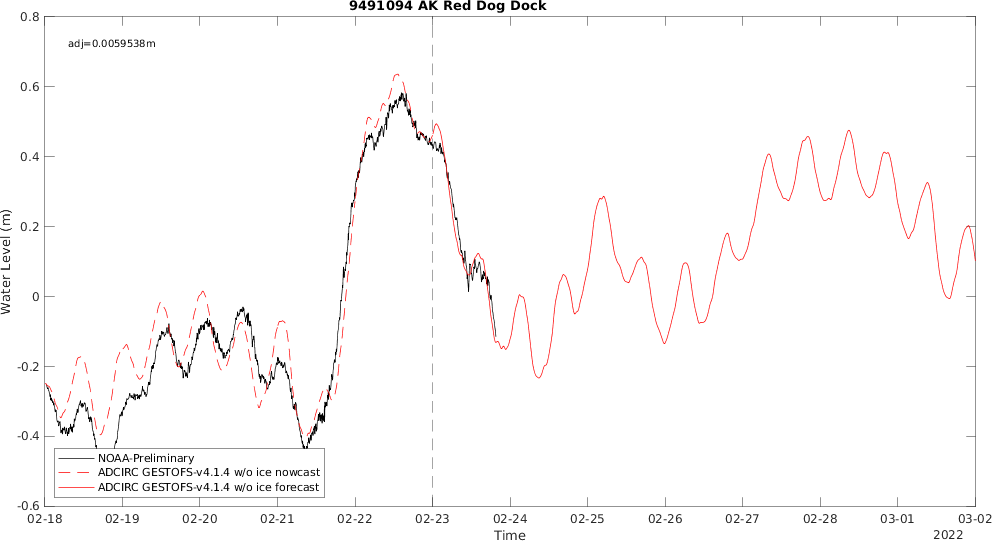 9491094 AK Red Dog Dock
adj=0.0059538m
Water Level (m)
0.8
0.6
0.4
0.2
0
-0.2
-0.4
-0.6
NOAA-Preliminary
ADCIRC GESTOFS-v4.1.4 w/o ice nowcast
ADCIRC GESTOFS-v4.1.4 w/o ice forecast
02-18 02-19 02-20 02-21 02-22 02-23 02-24 02-25 02-26 02-27 02-28 03-01 03-02
Time
2022